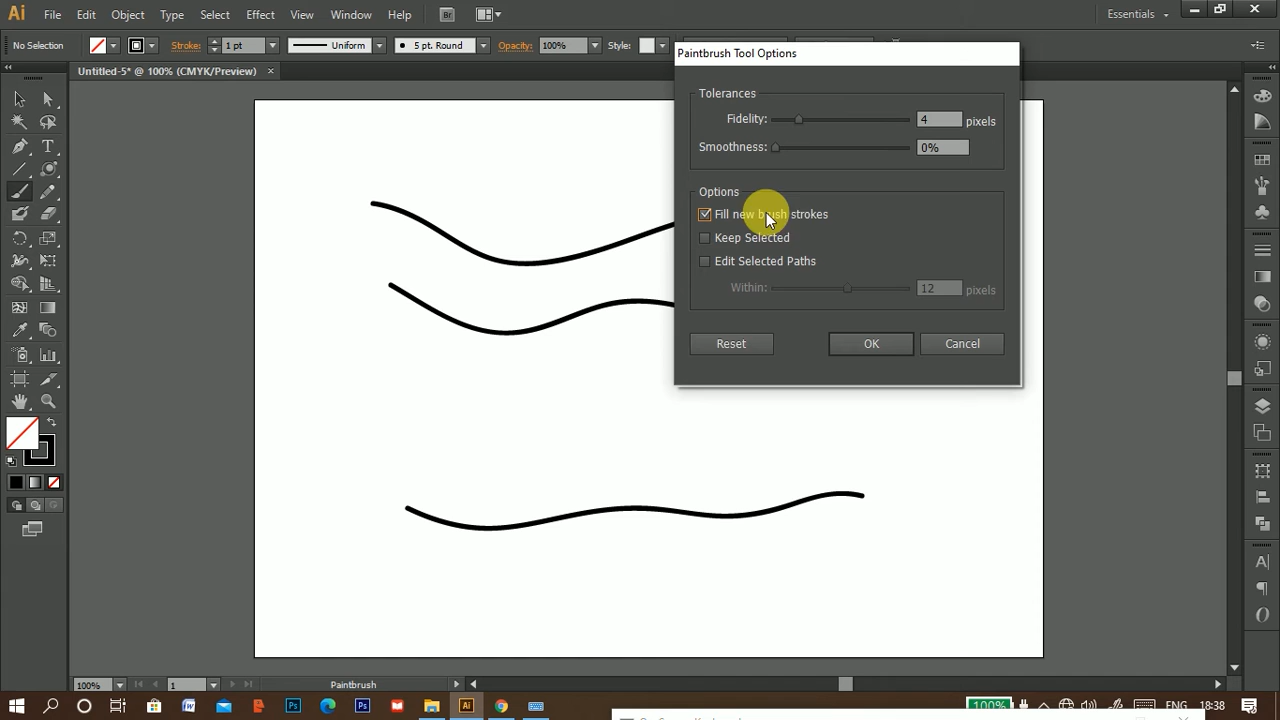 Ai File Edit Object Type Select Effect View Window Help Br Essentials
No Selection Stroke: 1 pt Uniform 5 pt. Round Opacity: 100% Style:
Paintbrush Tool Options
Untitled-5* @ 100% (CMYK/Preview)
Tolerances
Fidelity: 4 pixels
Smoothness: 0%
Options
Fill new brush strokes
Keep Selected
Edit Selected Paths
Within: 12 pixels
Reset OK Cancel
100% 1 Paintbrush
100% ENG 18:38